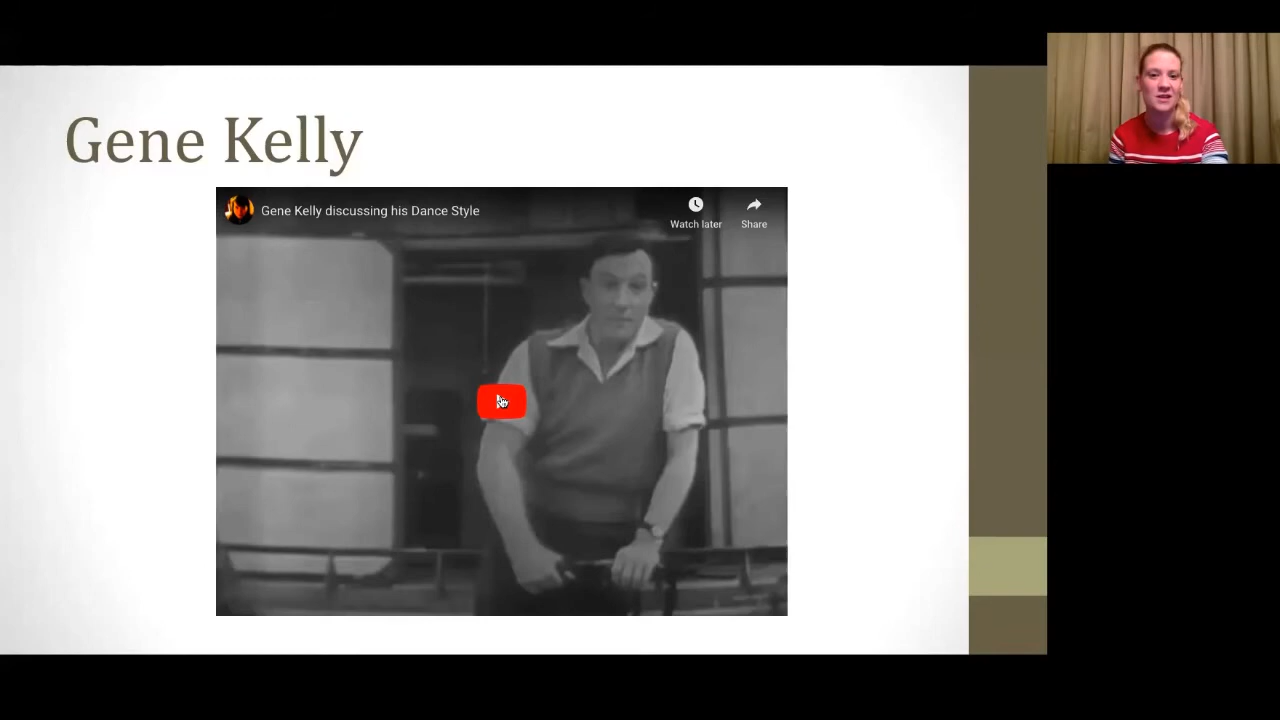 Gene Kelly
Gene Kelly discussing his Dance Style
Watch later
Share